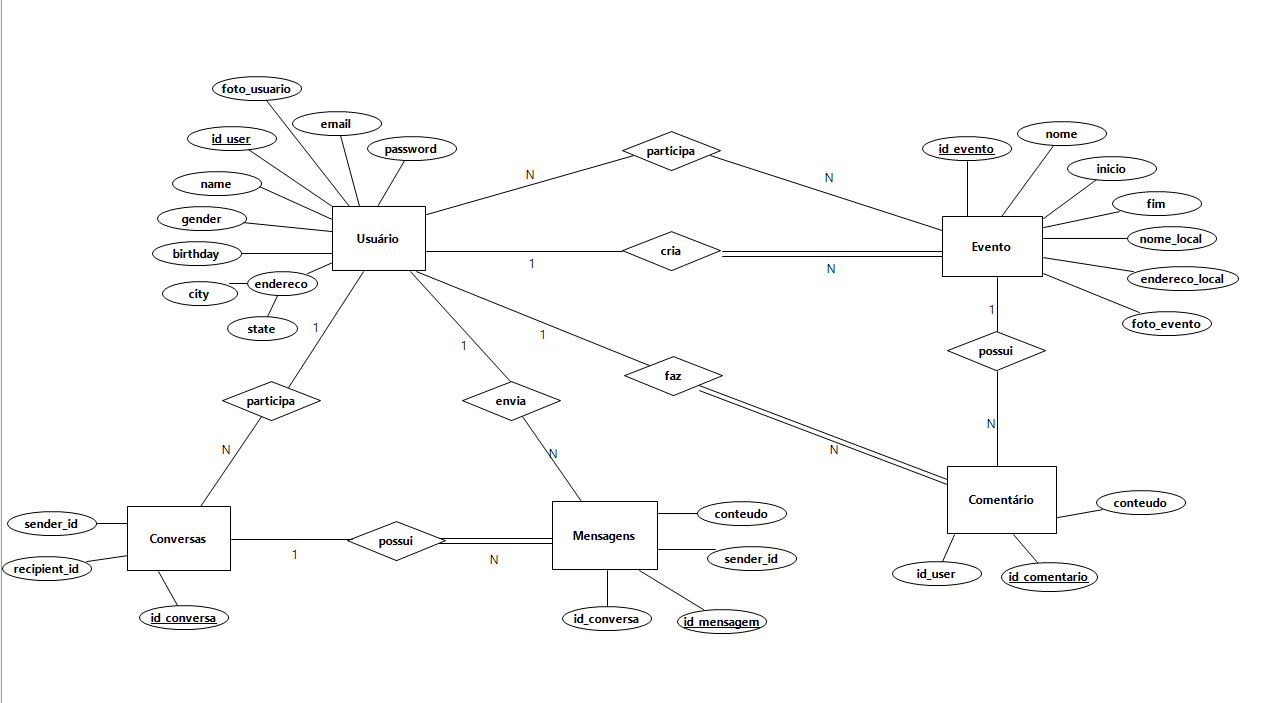 foto_usuario
email
id_user
password
name
gender
birthday
city
endereco
state
Usuário
participa
N
N
id_evento
nome
inicio
fim
nome_local
endereco_local
foto_evento
Evento
cria
1
N
1
participa
N
1
envia
N
1
faz
N
1
possui
N
sender_id
recipient_id
id_conversa
Conversas
1
possui
N
Mensagens
conteudo
sender_id
id_conversa
id_mensagem
Comentário
conteudo
id_user
id_comentario